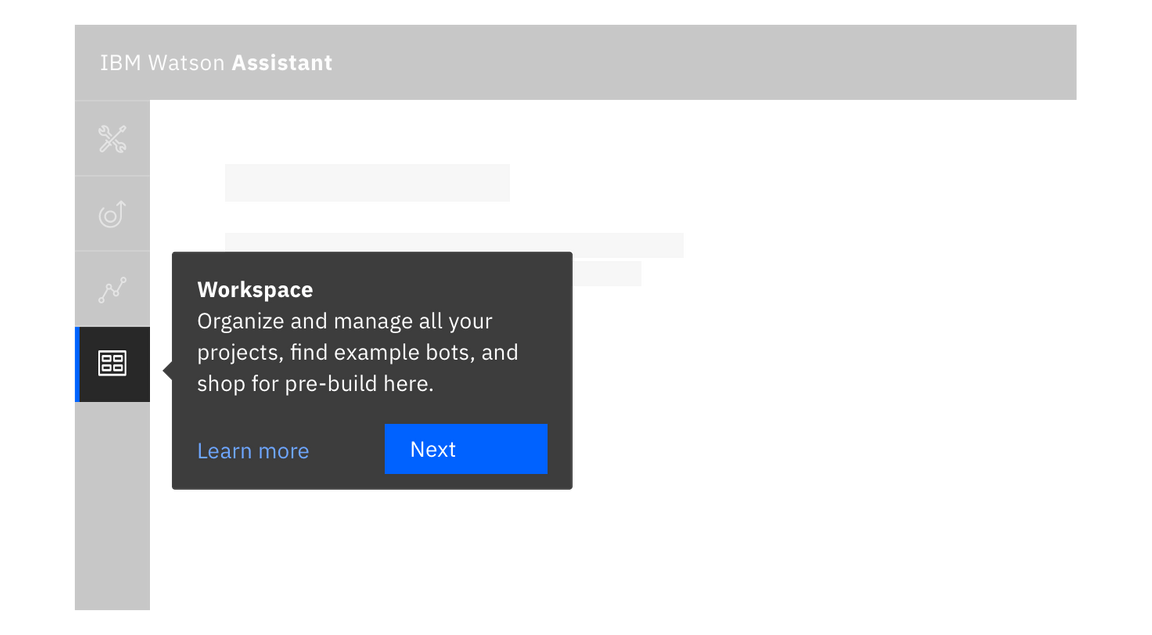 IBM Watson Assistant
Workspace
Organize and manage all your
projects, find example bots, and
shop for pre-build here.
Learn more
Next